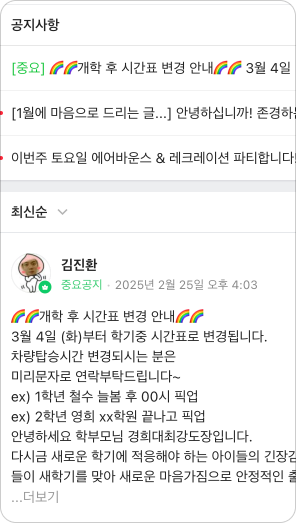 공지사항
[중요] 🌈🌈개학 후 시간표 변경 안내🌈🌈 3월 4일
[1월에 마음으로 드리는 글...] 안녕하십니까! 존경하는
이번주 토요일 에어바운스 & 레크레이션 파티합니다!
최신순
김진환
중요공지 · 2025년 2월 25일 오후 4:03
🌈🌈개학 후 시간표 변경 안내🌈🌈
3월 4일 (화)부터 학기중 시간표로 변경됩니다.
차량탑승시간 변경되시는 분은
미리문자로 연락부탁드립니다~
ex) 1학년 철수 늘봄 후 00시 픽업
ex) 2학년 영희 xx학원 끝나고 픽업
안녕하세요 학부모님 경희대최강도장입니다.
다시금 새로운 학기에 적응해야 하는 아이들의 긴장감
들이 새학기를 맞아 새로운 마음가짐으로 안정적인 출
...더보기